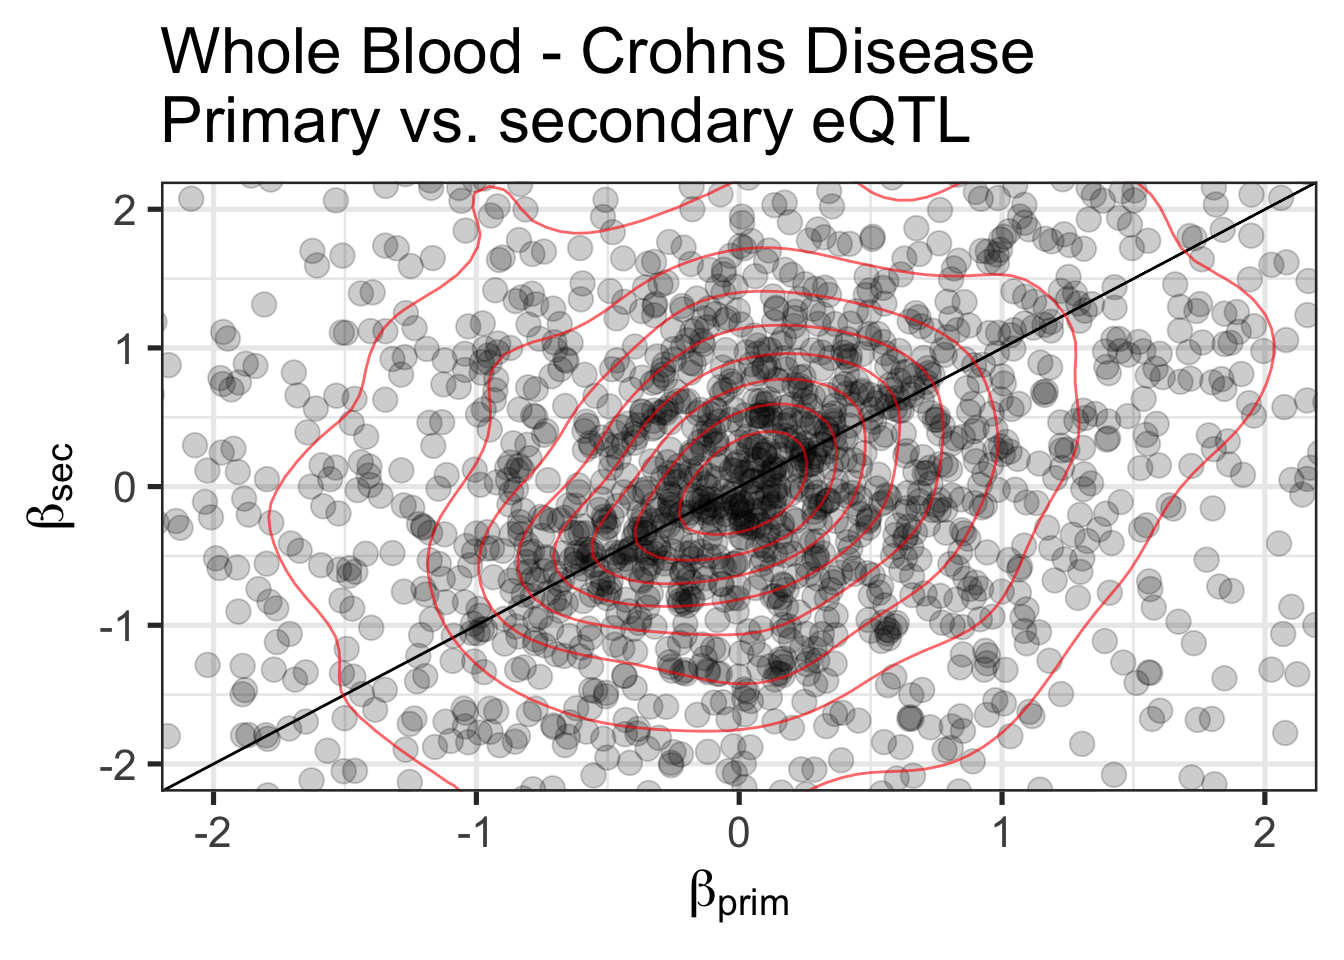 Whole Blood - Crohns Disease
Primary vs. secondary eQTL
2
1
0
-1
-2
βsec
-2 -1 0 1 2
βprim